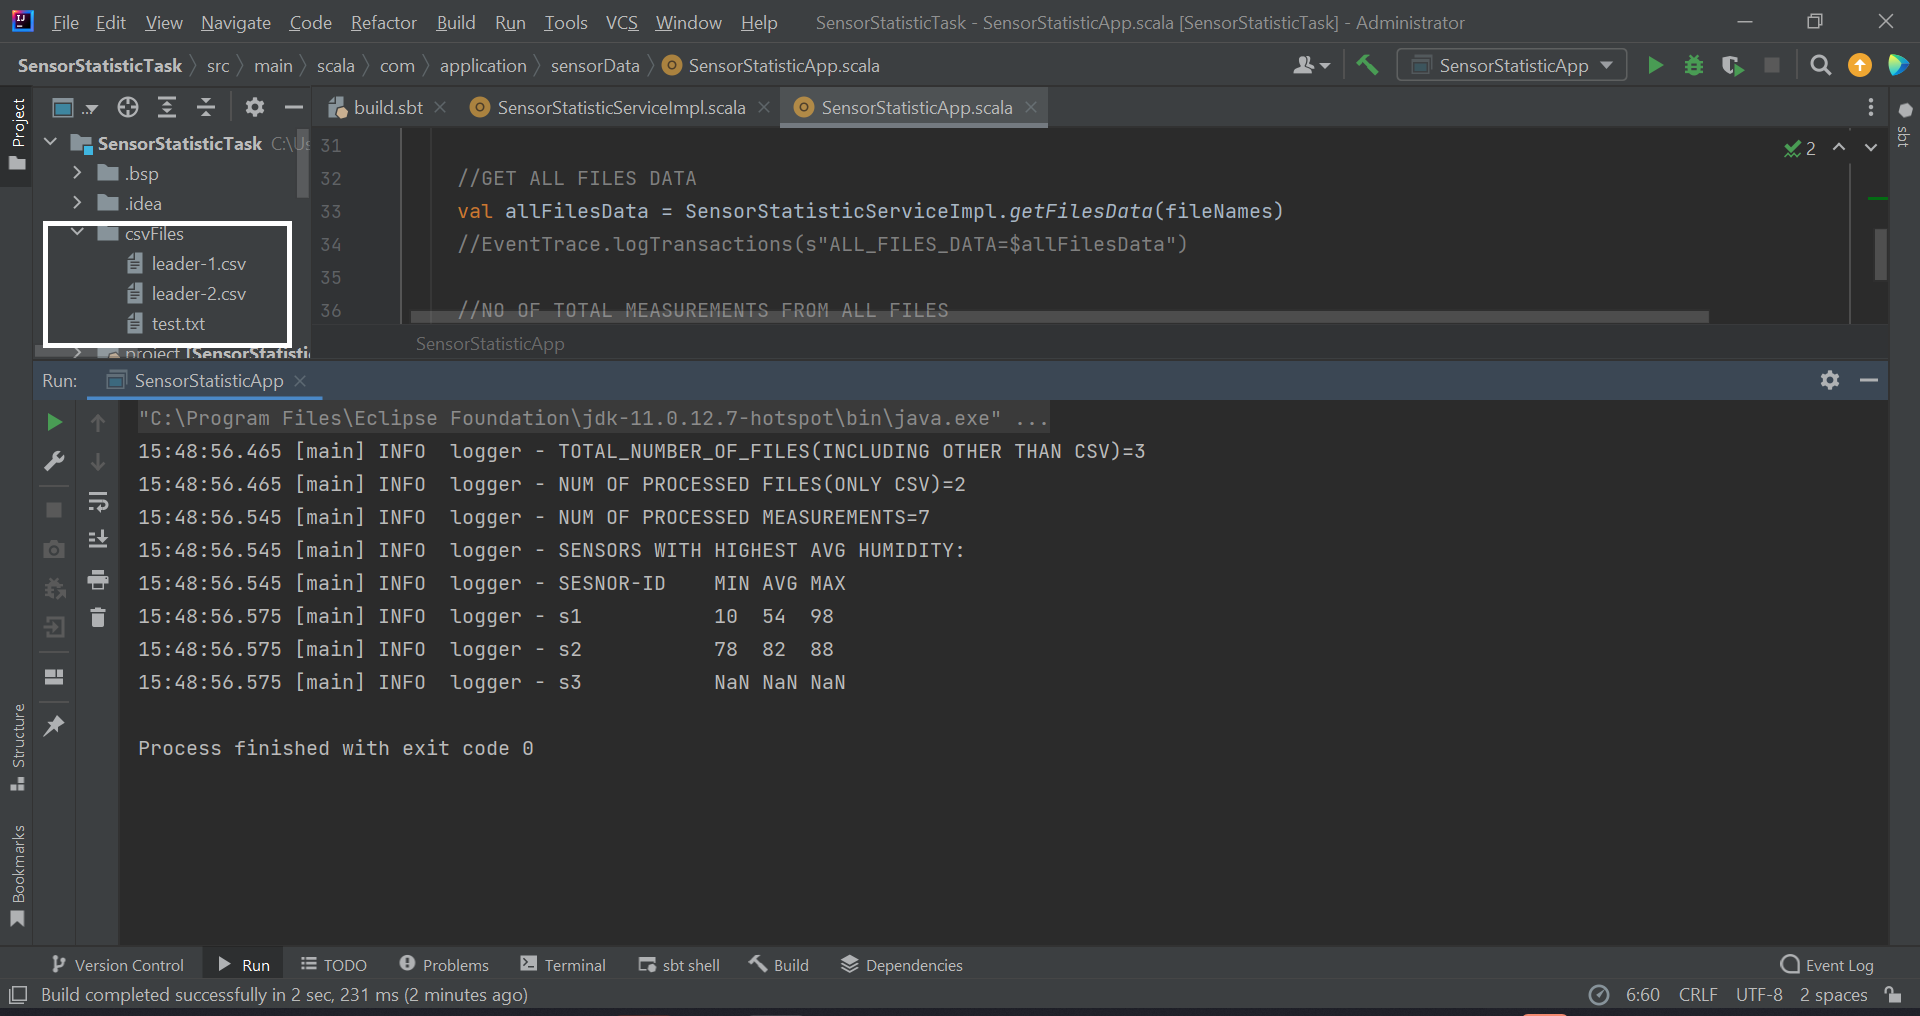 File Edit View Navigate Code Refactor Build Run Tools VCS Window Help SensorStatisticTask - SensorStatisticApp.scala [SensorStatisticTask] - Administrator
SensorStatisticTask src main scala com application sensorData SensorStatisticApp.scala SensorStatisticApp
Project
... build.sbt SensorStatisticServiceImpl.scala SensorStatisticApp.scala
sbt
SensorStatisticTask C:\Us
.bsp
.idea
csvFiles
leader-1.csv
leader-2.csv
test.txt
project [SensorStatisti
31
32 //GET ALL FILES DATA
33 val allFilesData = SensorStatisticServiceImpl.getFilesData(fileNames)
34 //EventTrace.logTransactions(s"ALL_FILES_DATA=$allFilesData")
35
36 //NO OF TOTAL MEASUREMENTS FROM ALL FILES
2
SensorStatisticApp
Run: SensorStatisticApp
"C:\Program Files\Eclipse Foundation\jdk-11.0.12.7-hotspot\bin\java.exe" ...
15:48:56.465 [main] INFO  logger - TOTAL_NUMBER_OF_FILES(INCLUDING OTHER THAN CSV)=3
15:48:56.465 [main] INFO  logger - NUM OF PROCESSED FILES(ONLY CSV)=2
15:48:56.545 [main] INFO  logger - NUM OF PROCESSED MEASUREMENTS=7
15:48:56.545 [main] INFO  logger - SENSORS WITH HIGHEST AVG HUMIDITY:
15:48:56.545 [main] INFO  logger - SESNOR-ID    MIN AVG MAX
15:48:56.575 [main] INFO  logger - s1           10  54  98
15:48:56.575 [main] INFO  logger - s2           78  82  88
15:48:56.575 [main] INFO  logger - s3           NaN NaN NaN
Process finished with exit code 0
Structure
Bookmarks
Version Control Run TODO Problems Terminal sbt shell Build Dependencies Event Log
Build completed successfully in 2 sec, 231 ms (2 minutes ago) 6:60 CRLF UTF-8 2 spaces